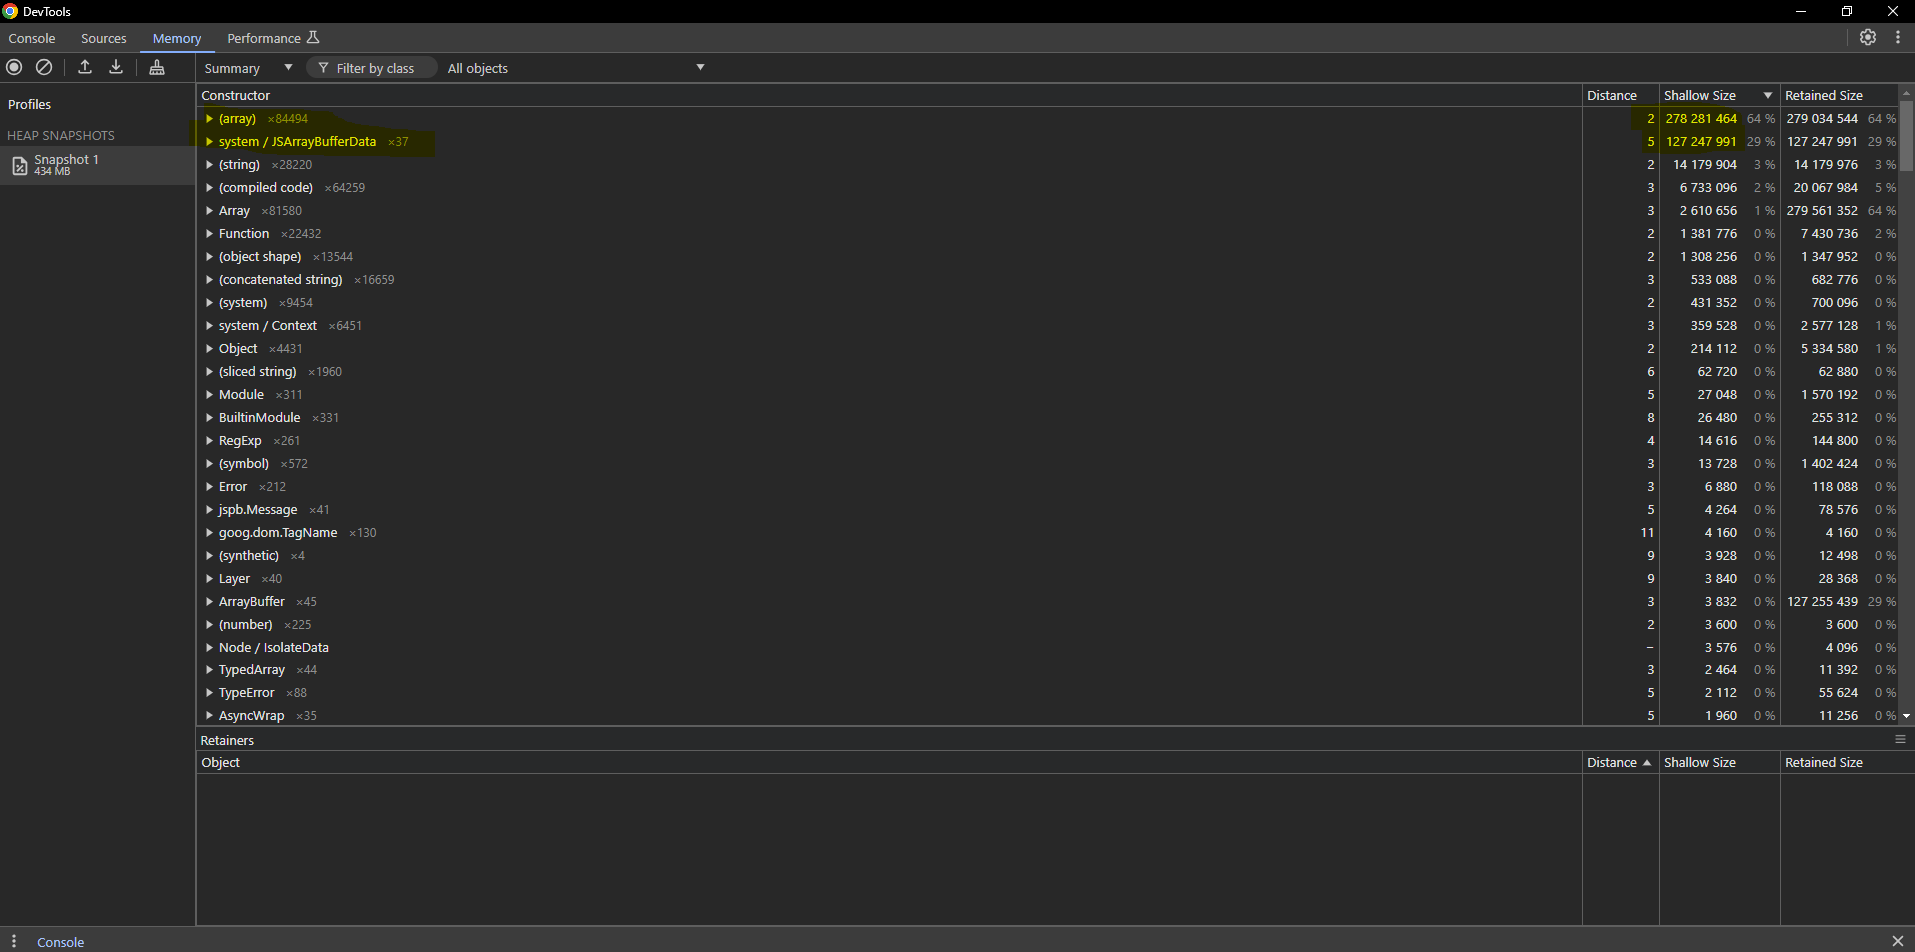 DevTools
Console Sources Memory Performance
Summary Filter by class All objects
Profiles
HEAP SNAPSHOTS
Snapshot 1
434 MB
Constructor Distance Shallow Size Retained Size
(array) ×84494 2 278 281 464 64 % 279 034 544 64 %
system / JSArrayBufferData ×37 5 127 247 991 29 % 127 247 991 29 %
(string) ×28220 2 14 179 904 3 % 14 179 976 3 %
(compiled code) ×64259 3 6 733 096 2 % 20 067 984 5 %
Array ×81580 3 2 610 656 1 % 279 561 352 64 %
Function ×22432 2 1 381 776 0 % 7 430 736 2 %
(object shape) ×13544 2 1 308 256 0 % 1 347 952 0 %
(concatenated string) ×16659 3 533 088 0 % 682 776 0 %
(system) ×9454 2 431 352 0 % 700 096 0 %
system / Context ×6451 3 359 528 0 % 2 577 128 1 %
Object ×4431 2 214 112 0 % 5 334 580 1 %
(sliced string) ×1960 6 62 720 0 % 62 880 0 %
Module ×311 5 27 048 0 % 1 570 192 0 %
BuiltinModule ×331 8 26 480 0 % 255 312 0 %
RegExp ×261 4 14 616 0 % 144 800 0 %
(symbol) ×572 3 13 728 0 % 1 402 424 0 %
Error ×212 3 6 880 0 % 118 088 0 %
jspb.Message ×41 5 4 264 0 % 78 576 0 %
goog.dom.TagName ×130 11 4 160 0 % 4 160 0 %
(synthetic) ×4 9 3 928 0 % 12 498 0 %
Layer ×40 9 3 840 0 % 28 368 0 %
ArrayBuffer ×45 3 3 832 0 % 127 255 439 29 %
(number) ×225 2 3 600 0 % 3 600 0 %
Node / IsolateData – 3 576 0 % 4 096 0 %
TypedArray ×44 3 2 464 0 % 11 392 0 %
TypeError ×88 5 2 112 0 % 55 624 0 %
AsyncWrap ×35 5 1 960 0 % 11 256 0 %
Retainers
Object Distance Shallow Size Retained Size
Console